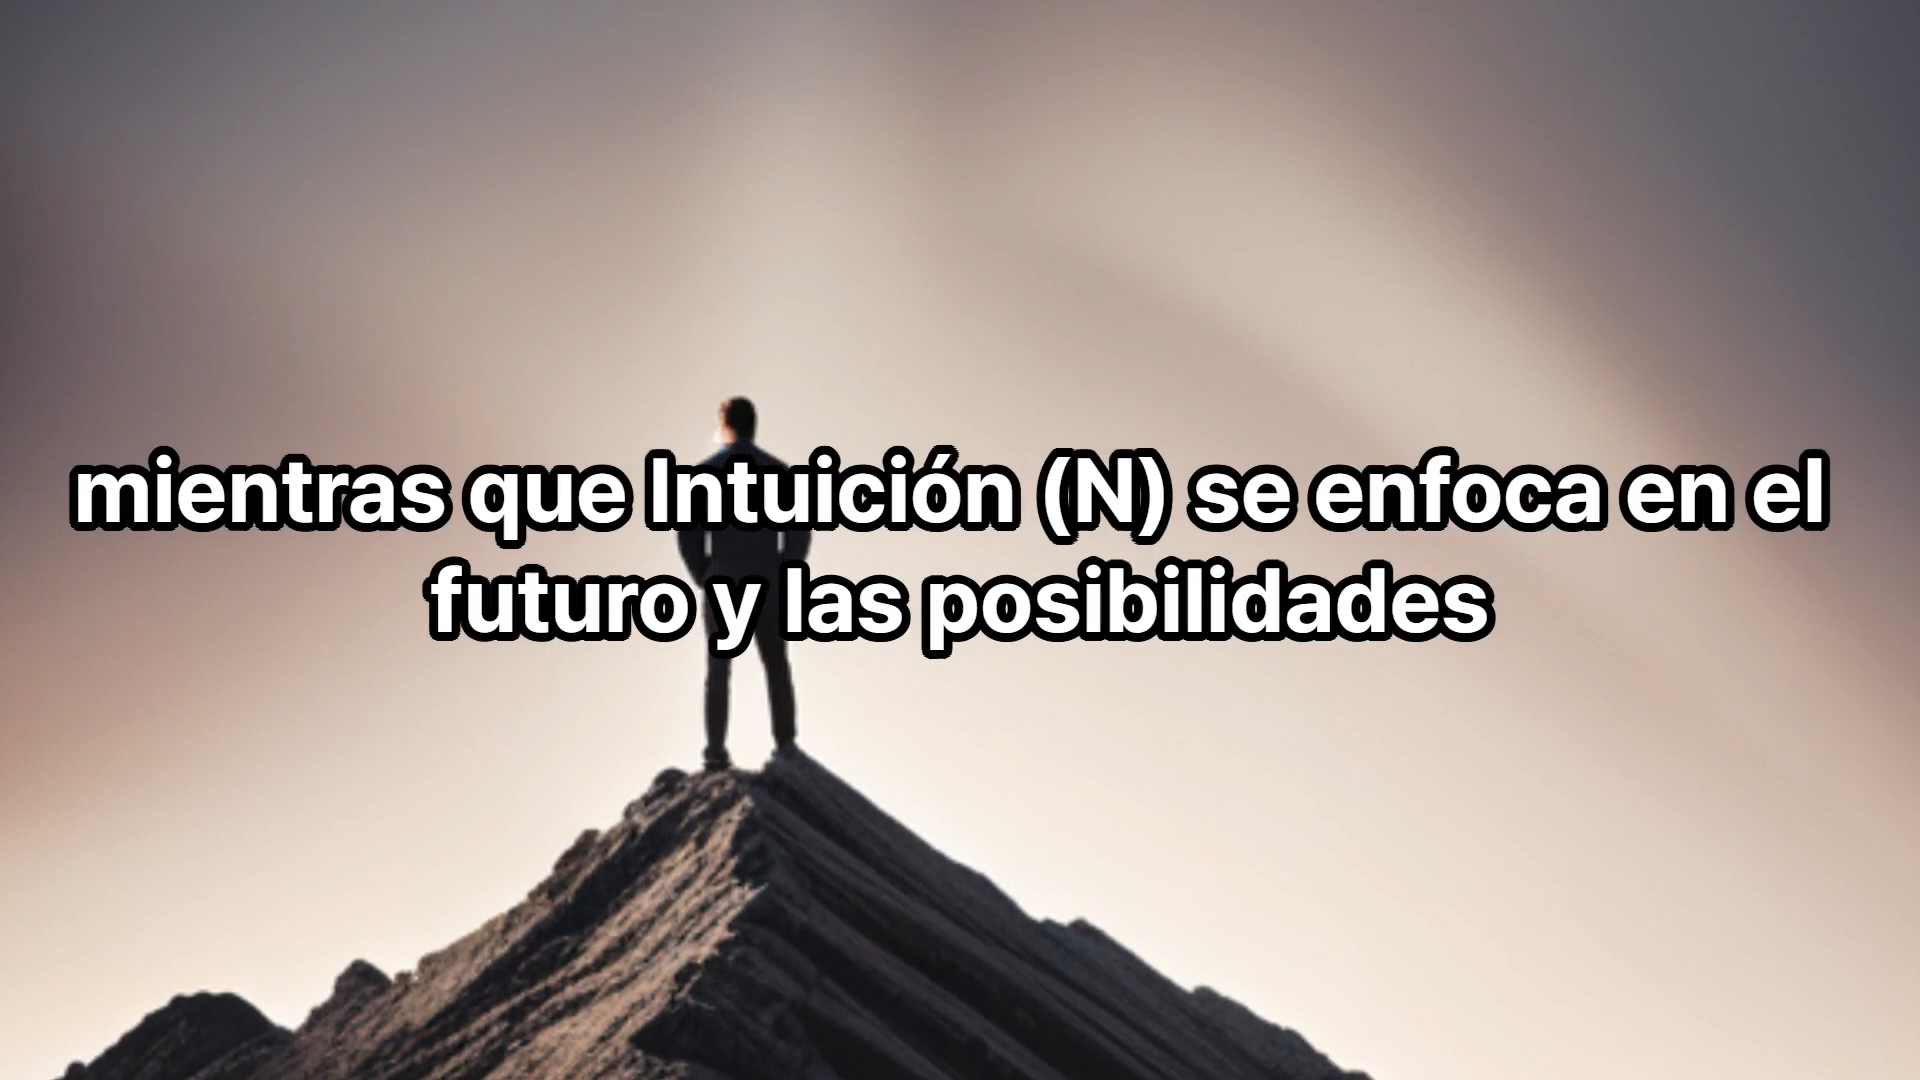 mientras que Intuición (N) se enfoca en el
futuro y las posibilidades